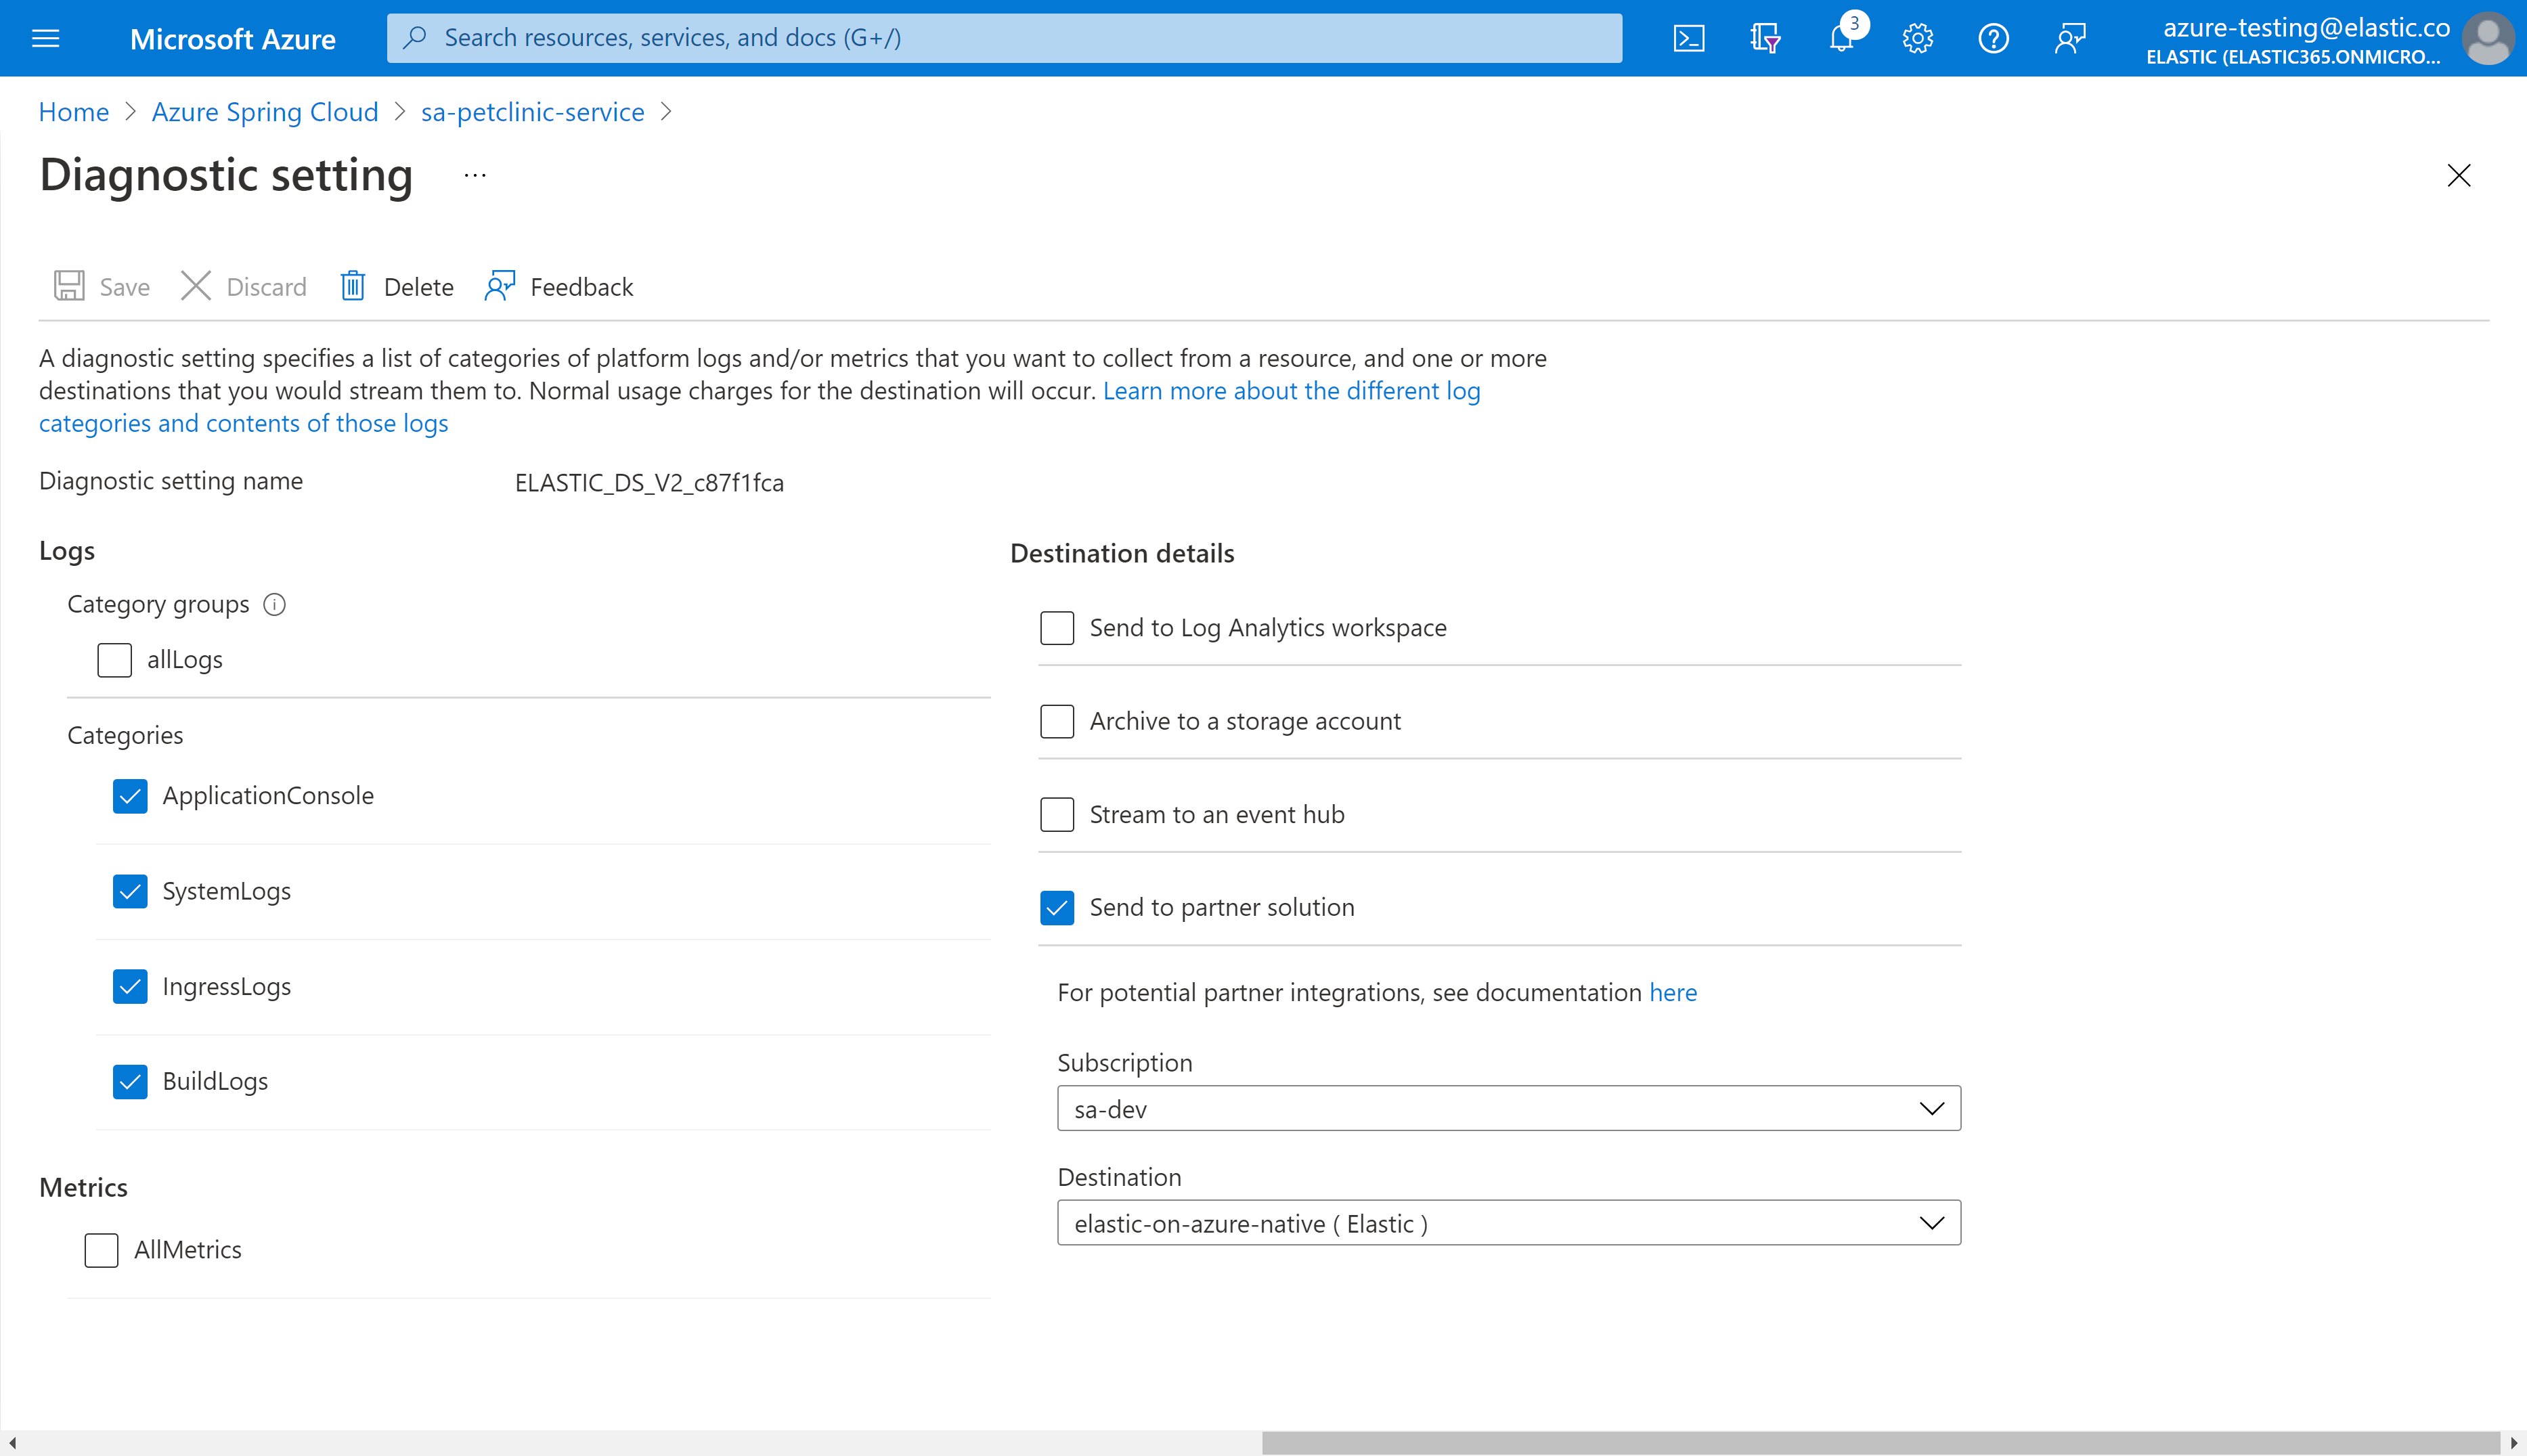 Microsoft Azure
Search resources, services, and docs (G+/)
3
azure-testing@elastic.co
ELASTIC (ELASTIC365.ONMICRO...
Home > Azure Spring Cloud > sa-petclinic-service >
Diagnostic setting ...
Save Discard Delete Feedback
A diagnostic setting specifies a list of categories of platform logs and/or metrics that you want to collect from a resource, and one or more
destinations that you would stream them to. Normal usage charges for the destination will occur. Learn more about the different log
categories and contents of those logs
Diagnostic setting name ELASTIC_DS_V2_c87f1fca
Logs
Category groups
allLogs
Categories
ApplicationConsole
SystemLogs
IngressLogs
BuildLogs
Metrics
AllMetrics
Destination details
Send to Log Analytics workspace
Archive to a storage account
Stream to an event hub
Send to partner solution
For potential partner integrations, see documentation here
Subscription
sa-dev
Destination
elastic-on-azure-native ( Elastic )